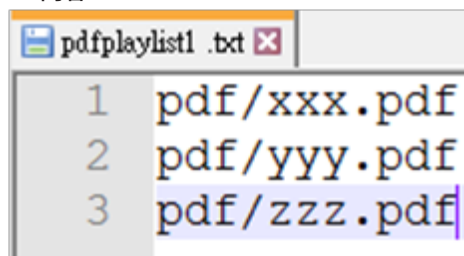 pdfplaylist1 .txt
1 pdf/xxx.pdf
2 pdf/yyy.pdf
3 pdf/zzz.pdf